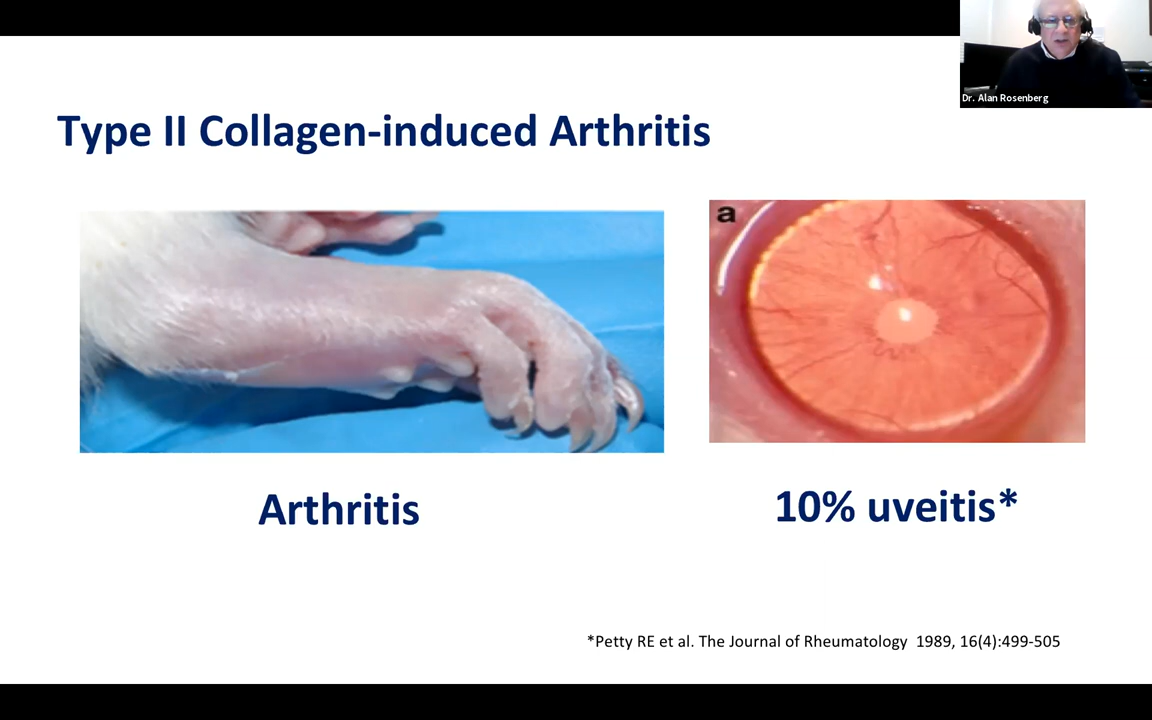 Dr. Alan Rosenberg
Type II Collagen-induced Arthritis
a
Arthritis
10% uveitis*
*Petty RE et al. The Journal of Rheumatology 1989, 16(4):499-505